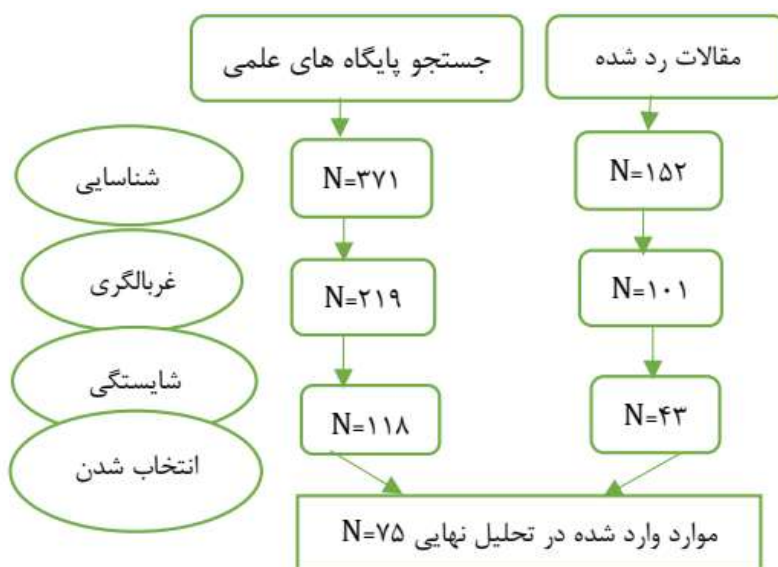 مقالات رد شده
جستجو پایگاه های علمی
شناسایی
N=۳۷۱
N=۱۵۲
غربالگری
N=۲۱۹
N=۱۰۱
شایستگی
N=۱۱۸
N=۴۳
انتخاب شدن
موارد وارد شده در تحلیل نهایی N=۷۵